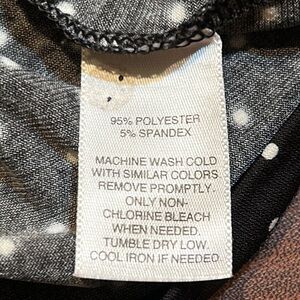 95% POLYESTER
5% SPANDEX
MACHINE WASH COLD
WITH SIMILAR COLORS
REMOVE PROMPTLY.
ONLY NON-
CHLORINE BLEACH
WHEN NEEDED.
TUMBLE DRY LOW.
COOL IRON IF NEEDED